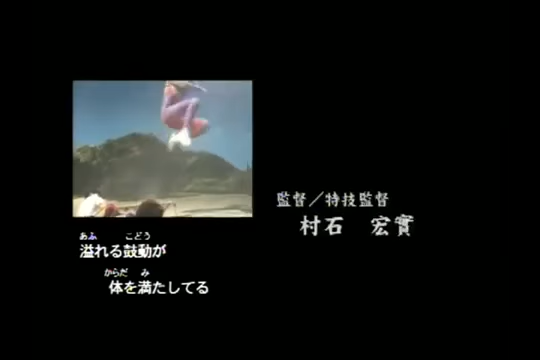 監督／特技監督
村石　宏實
あふ　こどう
溢れる鼓動が
からだ　み
体を満たしてる